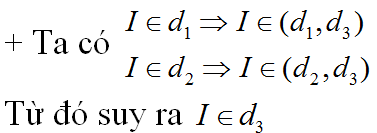 + Ta có I ∈ d₁ ⇒ I ∈ (d₁,d₃)
I ∈ d₂ ⇒ I ∈ (d₂,d₃)
Từ đó suy ra I ∈ d₃